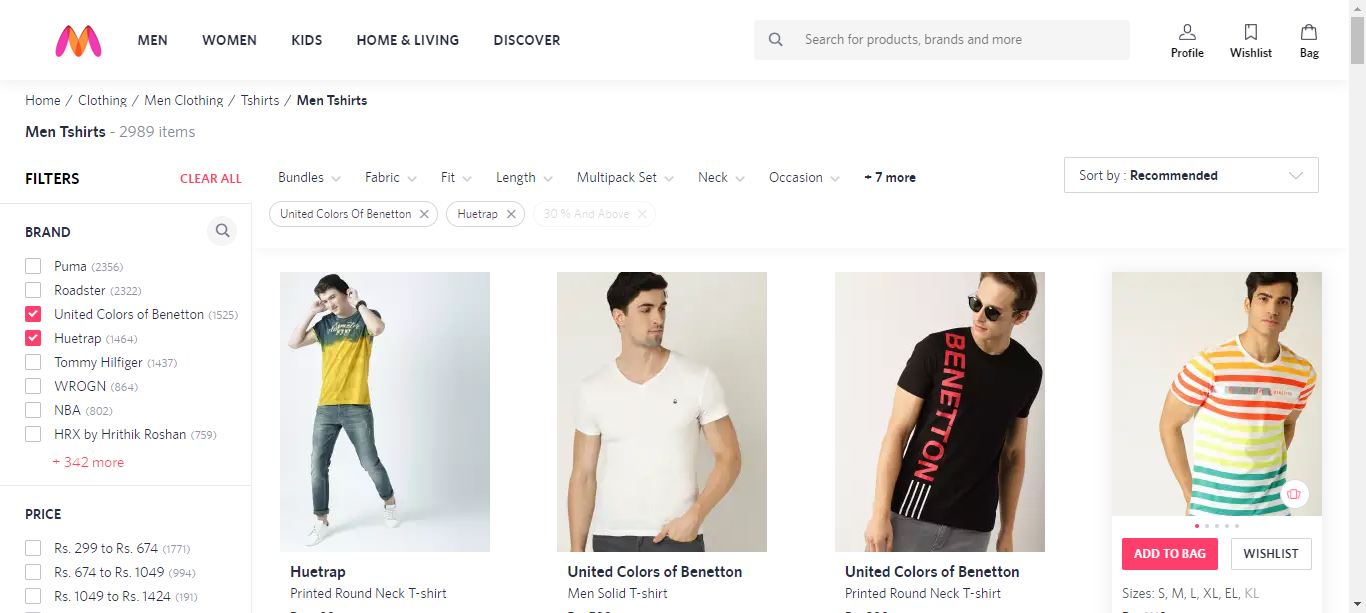 MEN WOMEN KIDS HOME & LIVING DISCOVER Search for products, brands and more Profile Wishlist Bag
Home / Clothing / Men Clothing / Tshirts / Men Tshirts
Men Tshirts - 2989 items
FILTERS CLEAR ALL
Bundles Fabric Fit Length Multipack Set Neck Occasion + 7 more Sort by : Recommended
United Colors Of Benetton Huetrap 30 % And Above
BRAND
Puma (2356)
Roadster (2322)
United Colors of Benetton (1525)
Huetrap (1464)
Tommy Hilfiger (1437)
WROGN (864)
NBA (802)
HRX by Hrithik Roshan (759)
+ 342 more
PRICE
Rs. 299 to Rs. 674 (1771)
Rs. 674 to Rs. 1049 (994)
Rs. 1049 to Rs. 1424 (191)
BENETTON
Huetrap
Printed Round Neck T-shirt
United Colors of Benetton
Men Solid T-shirt
United Colors of Benetton
Printed Round Neck T-shirt
ADD TO BAG WISHLIST
Sizes: S, M, L, XL, EL, KL